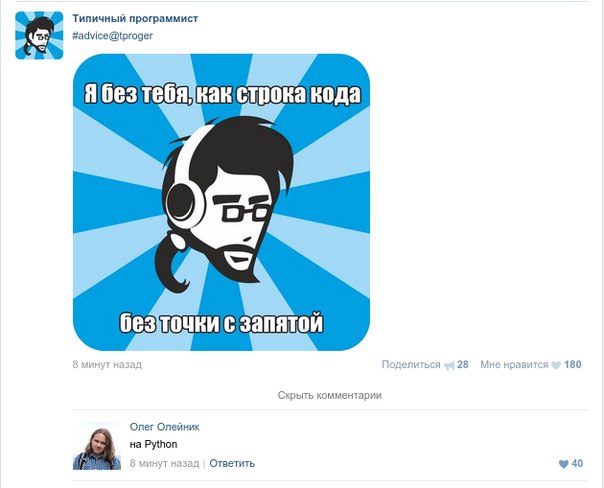 Типичный программист
#advice@tproger
Я без тебя, как строка кода
без точки с запятой
8 минут назад
Поделиться 28 Мне нравится 180
Скрыть комментарии
Олег Олейник
на Python
8 минут назад | Ответить
40